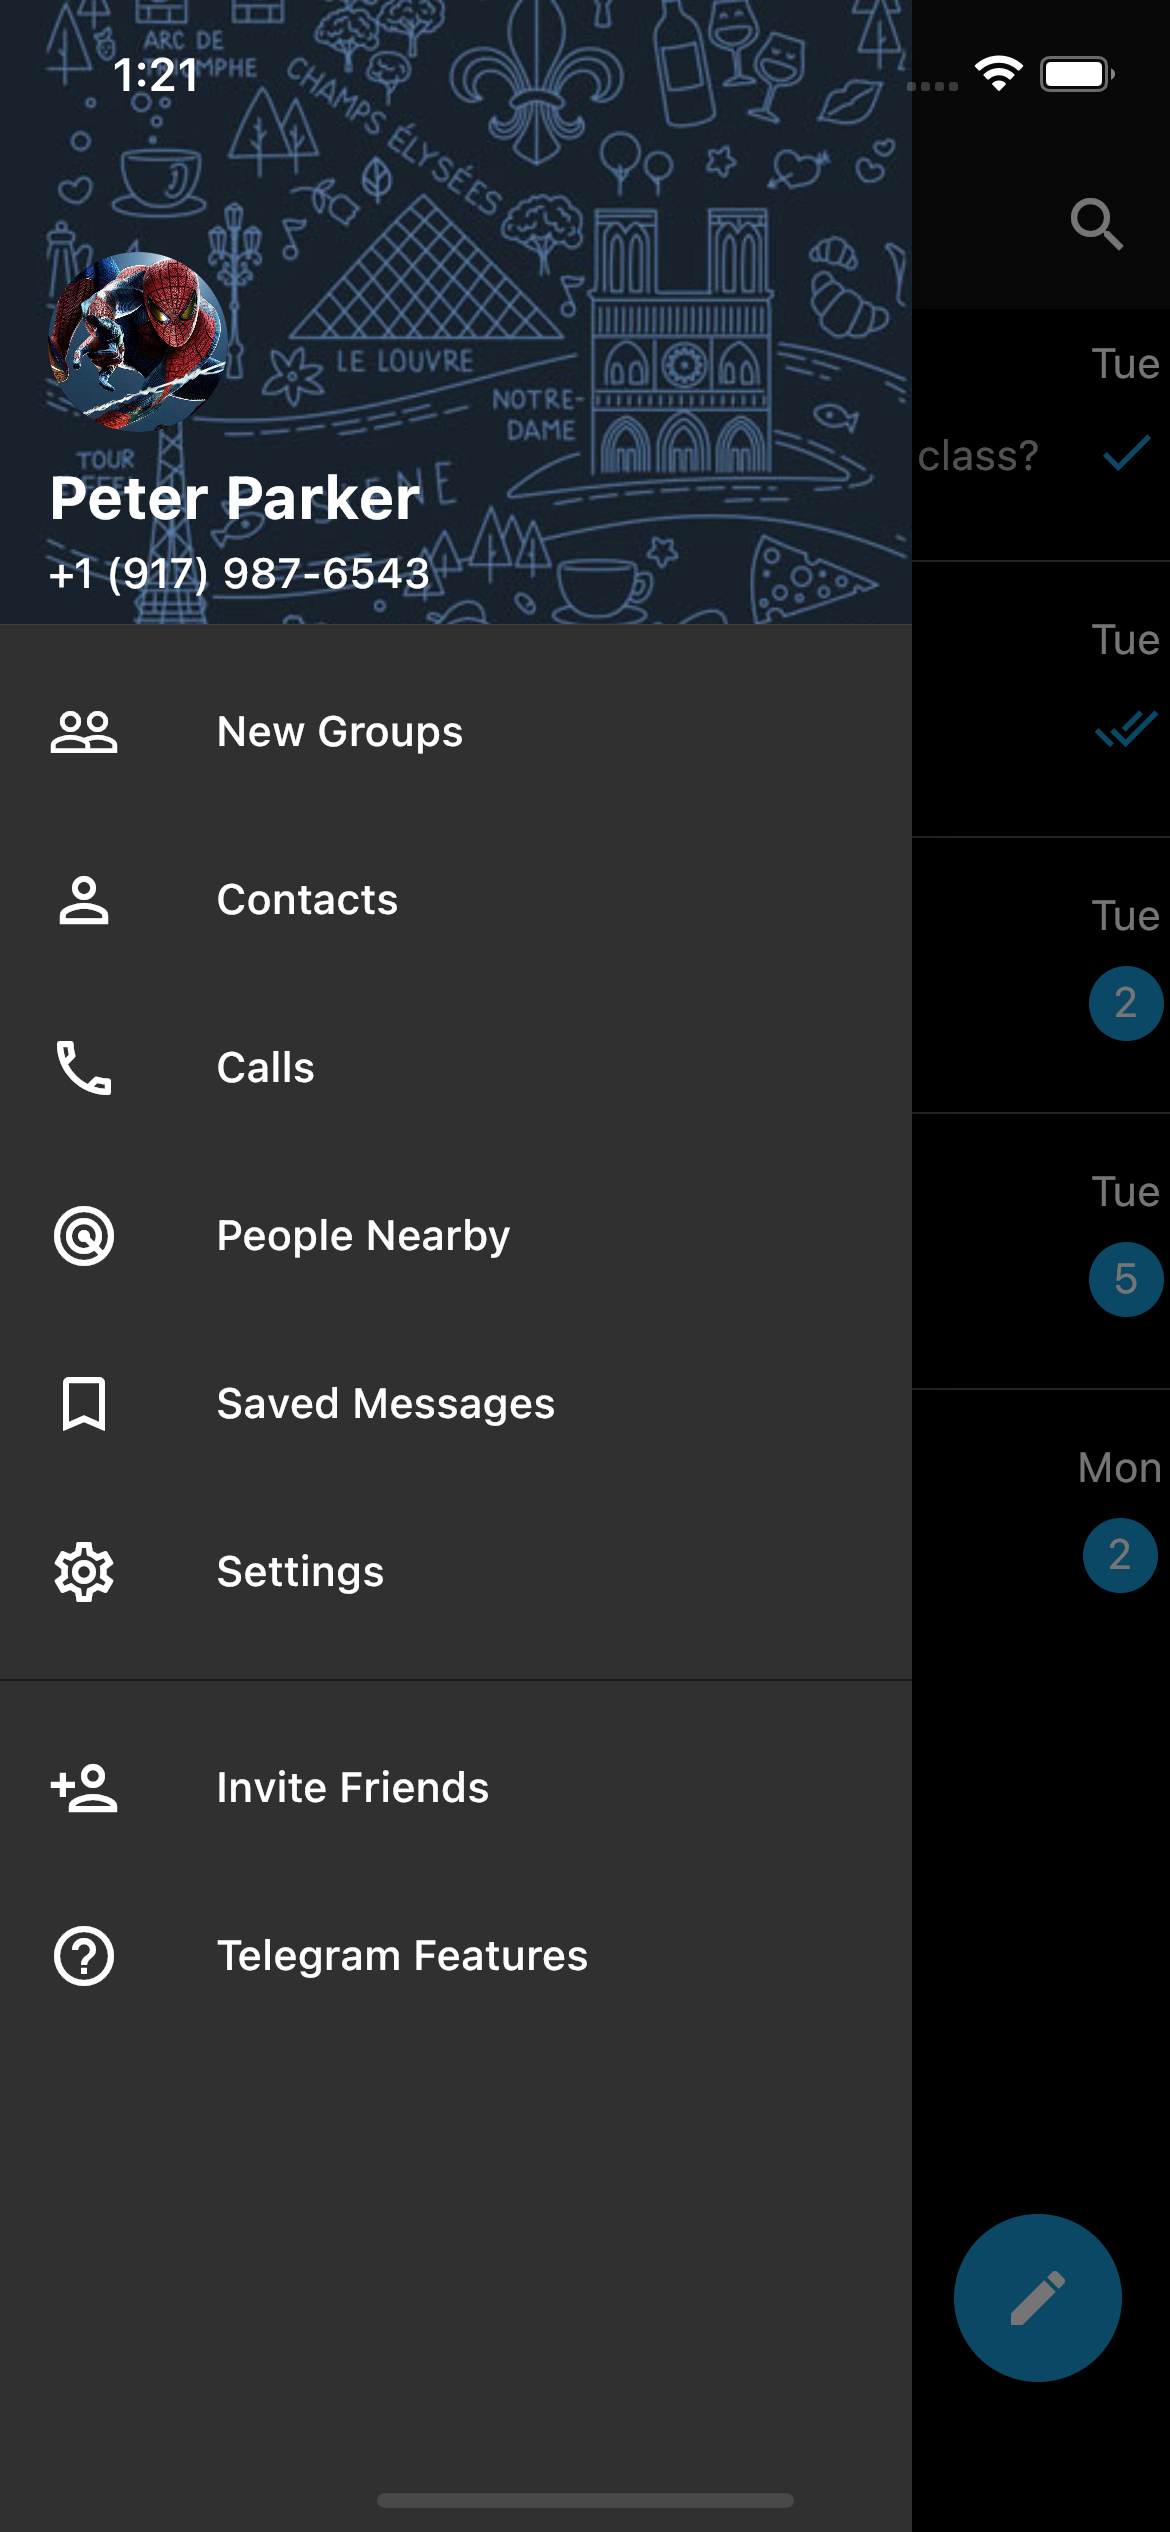 ARC DE
1:21
MPHE
CHAMPS ÉLYSÉES
LE LOUVRE
NOTRE-
DAME
TOUR
NE
Peter Parker
+1 (917) 987-6543
Tue
class?
New Groups
Tue
Contacts
Tue
2
Calls
People Nearby
Tue
5
Saved Messages
Mon
2
Settings
Invite Friends
Telegram Features